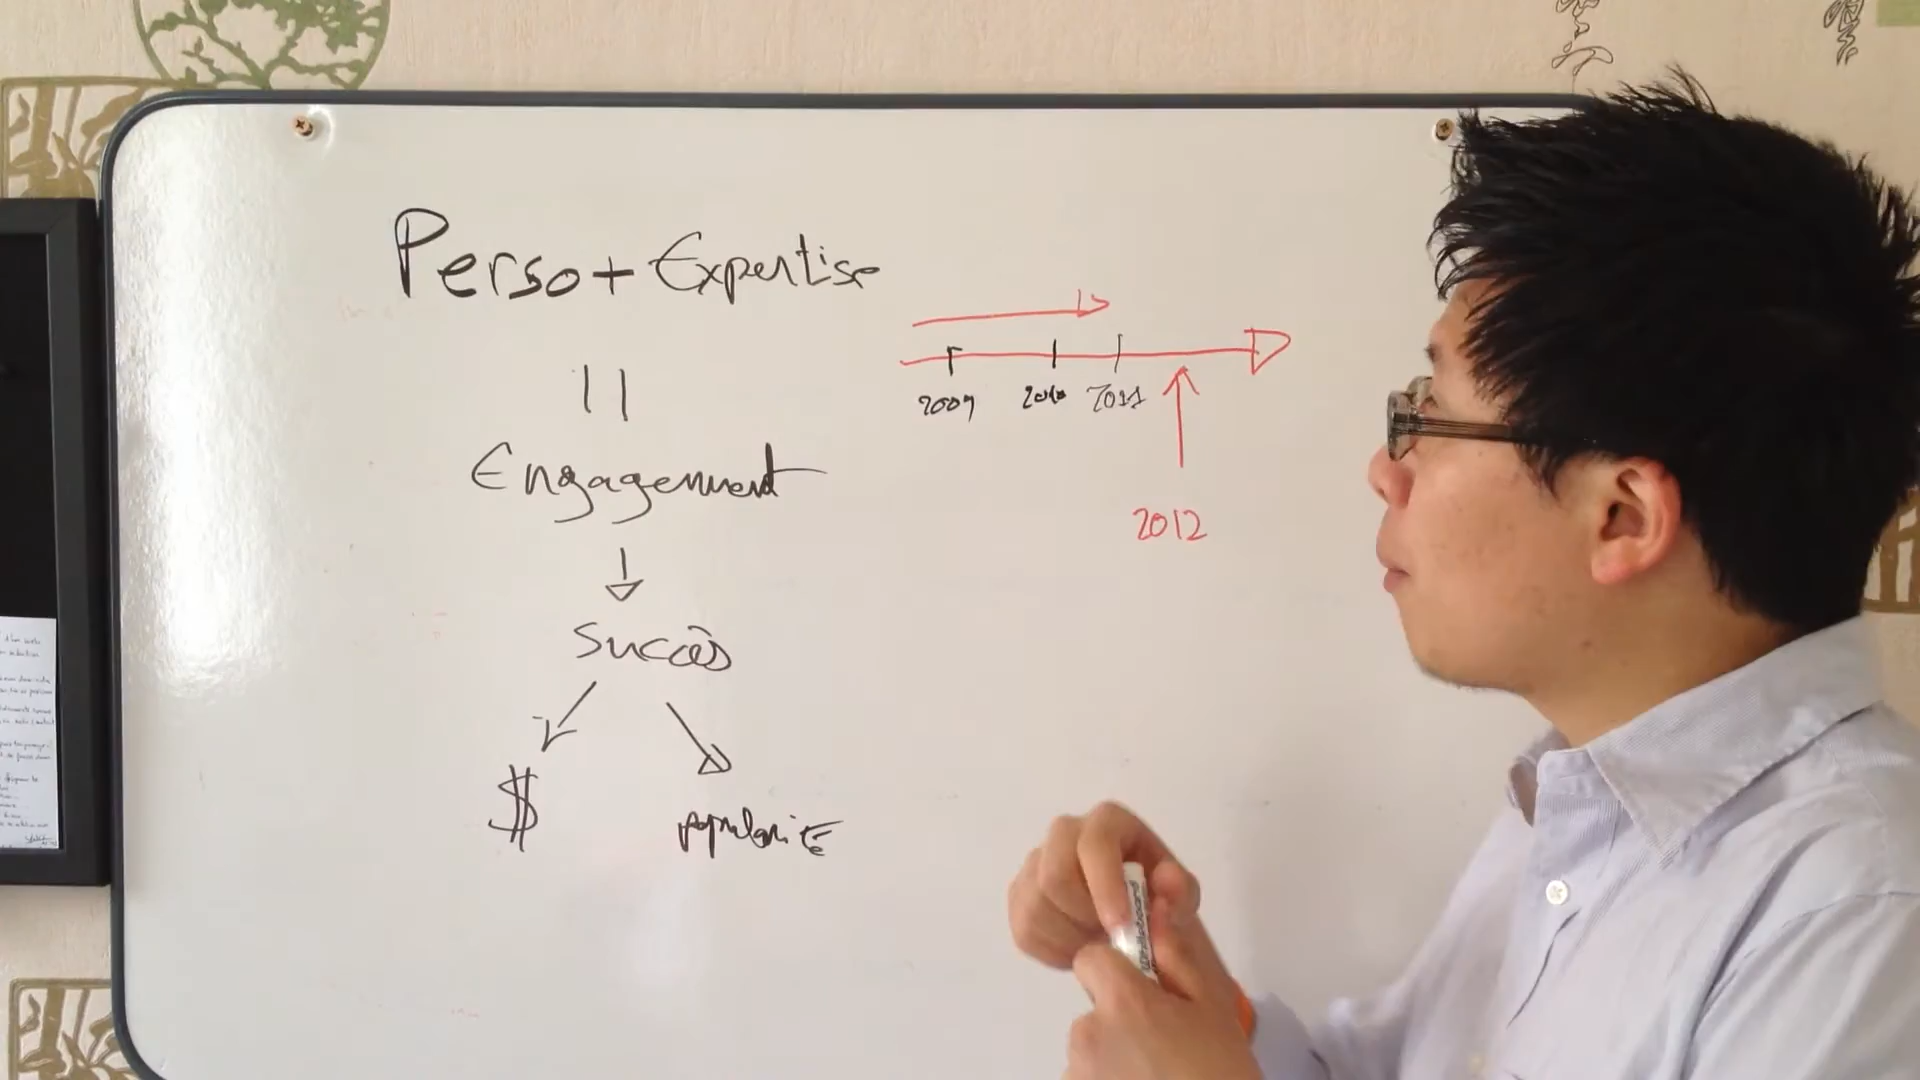 Perso + Expertise
||
Engagement
Succès
$ popularité
2009 2010 2011
2012